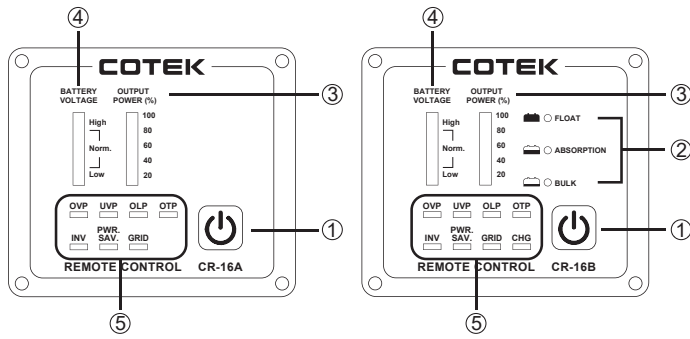 ④
COTEK
BATTERY VOLTAGE
OUTPUT POWER (%)
③
High
Norm.
Low
100
80
60
40
20
OVP UVP OLP OTP
INV PWR. SAV. GRID
①
REMOTE CONTROL CR-16A
⑤
④
COTEK
BATTERY VOLTAGE
OUTPUT POWER (%)
③
High
Norm.
Low
100
80
60
40
20
FLOAT
ABSORPTION
BULK
②
OVP UVP OLP OTP
INV PWR. SAV. GRID CHG
①
REMOTE CONTROL CR-16B
⑤